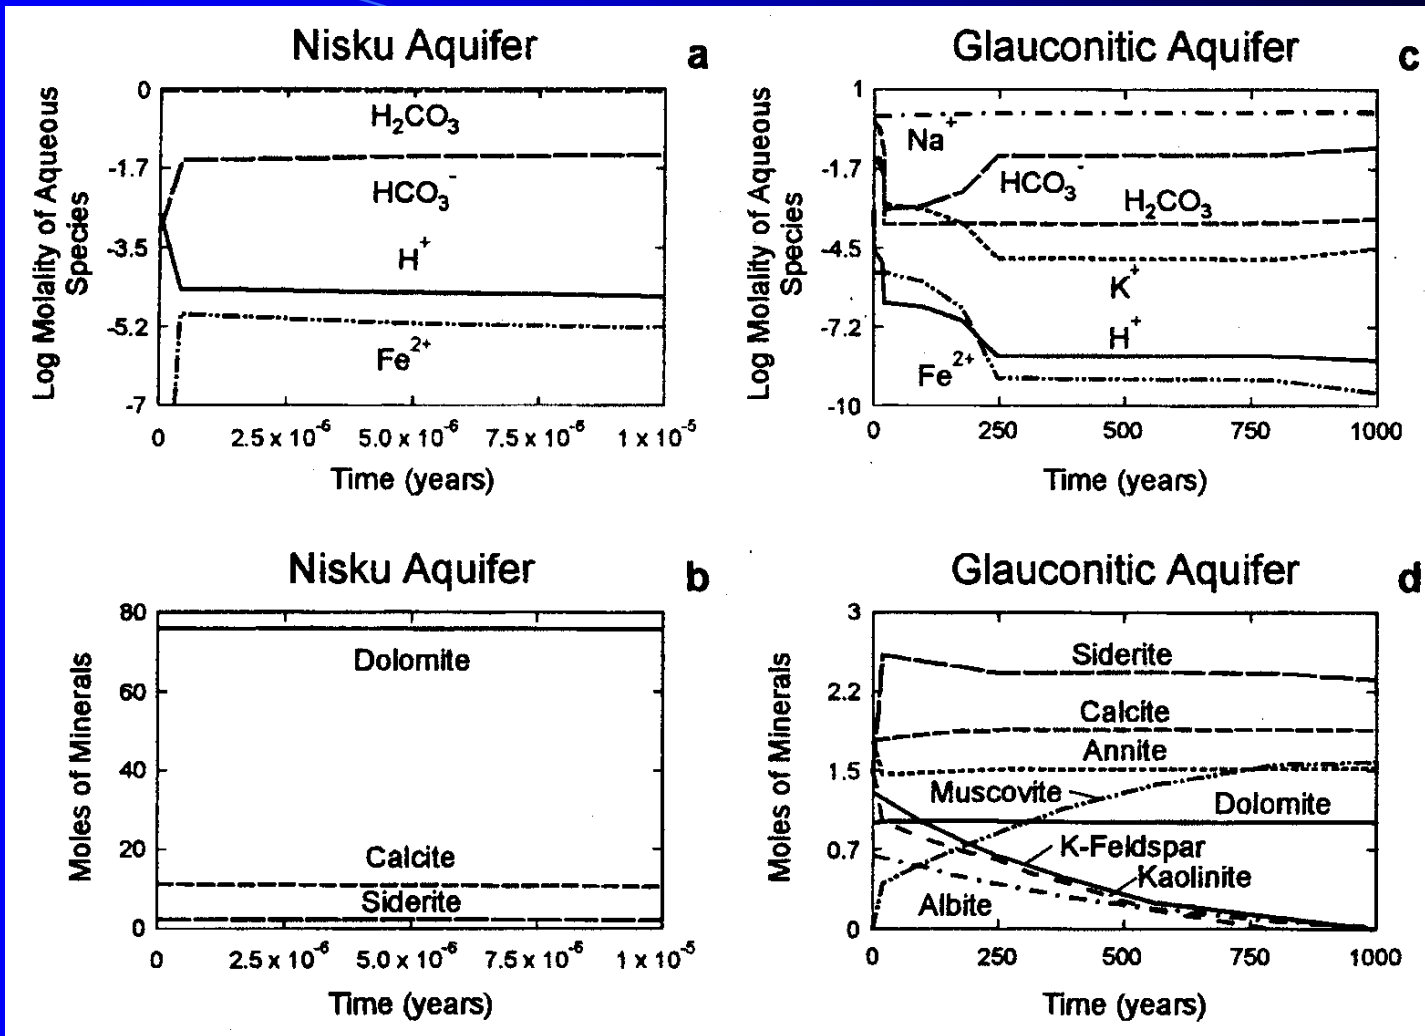 Nisku Aquifer
a
0
-1.7
-3.5
-5.2
-7
Log Molality of Aqueous
Species
H₂CO₃
HCO₃⁻
H⁺
Fe²⁺
0
2.5 x 10⁻⁶
5.0 x 10⁻⁶
7.5 x 10⁻⁶
1 x 10⁻⁵
Time (years)
Glauconitic Aquifer
c
1
-1.7
-4.5
-7.2
-10
Log Molality of Aqueous
Species
Na⁺
HCO₃⁻
H₂CO₃
K⁺
H⁺
Fe²⁺
0
250
500
750
1000
Time (years)
Nisku Aquifer
b
80
60
40
20
0
Moles of Minerals
Dolomite
Calcite
Siderite
0
2.5 x 10⁻⁶
5.0 x 10⁻⁶
7.5 x 10⁻⁶
1 x 10⁻⁵
Time (years)
Glauconitic Aquifer
d
3
2.2
1.5
0.7
0
Moles of Minerals
Siderite
Calcite
Annite
Muscovite
Dolomite
K-Feldspar
Kaolinite
Albite
0
250
500
750
1000
Time (years)